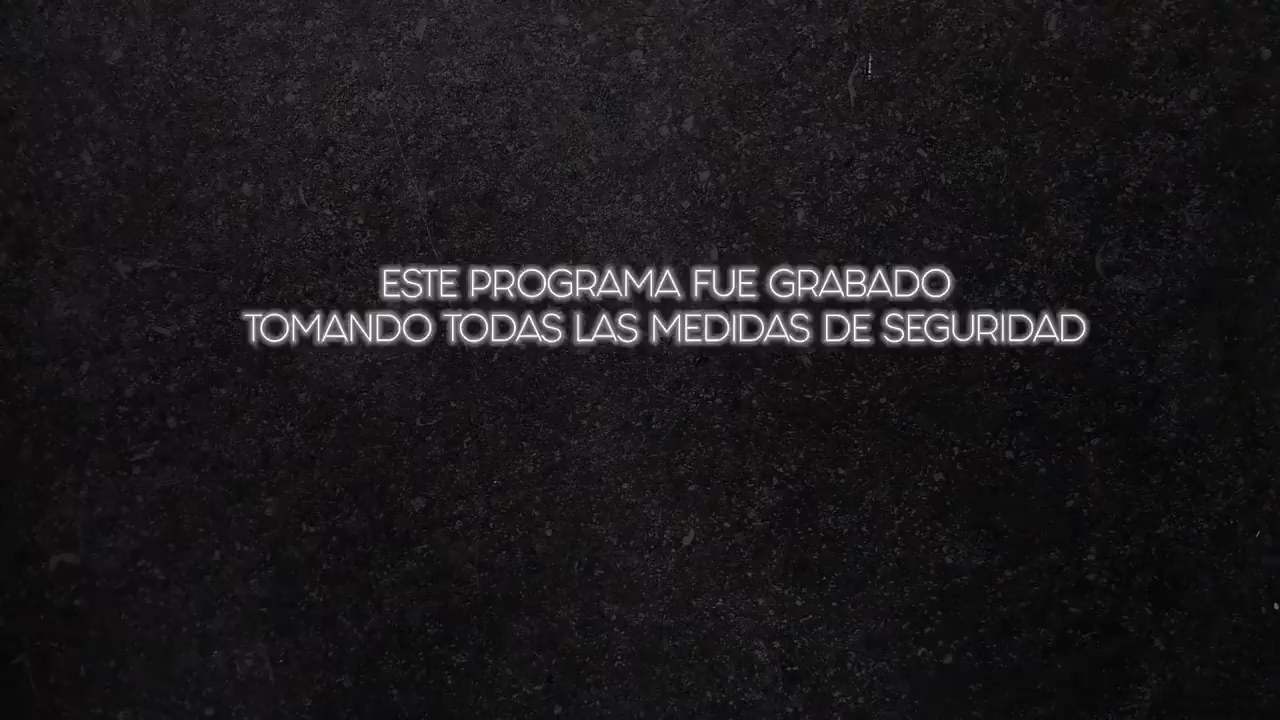 ESTE PROGRAMA FUE GRABADO
TOMANDO TODAS LAS MEDIDAS DE SEGURIDAD